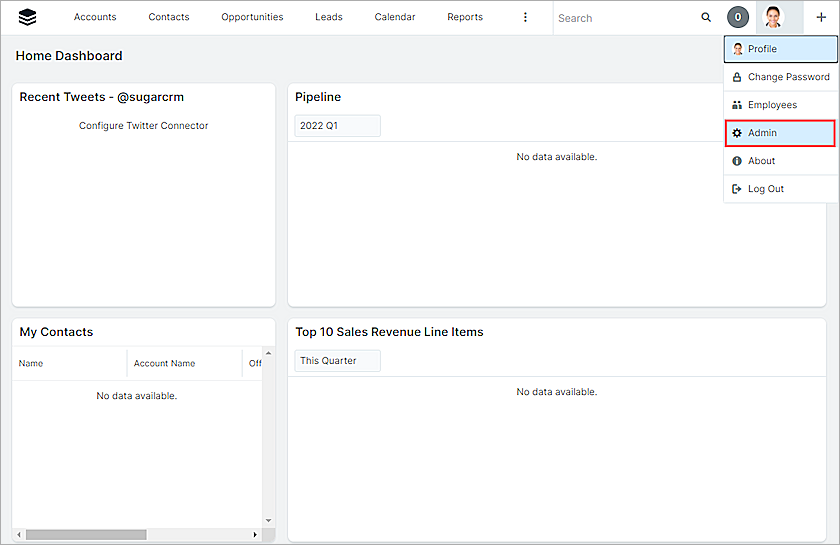 Accounts Contacts Opportunities Leads Calendar Reports Search 0
Home Dashboard
Profile
Change Password
Employees
Admin
About
Log Out
Recent Tweets - @sugarcrm
Configure Twitter Connector
Pipeline
2022 Q1
No data available.
My Contacts
Name Account Name Off
No data available.
Top 10 Sales Revenue Line Items
This Quarter
No data available.